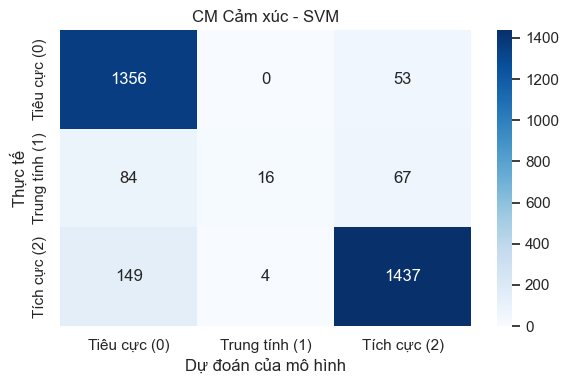 CM Cảm xúc - SVM
Thực tế
Tiêu cực (0)
Trung tính (1)
Tích cực (2)
1356 0 53
84 16 67
149 4 1437
Tiêu cực (0) Trung tính (1) Tích cực (2)
Dự đoán của mô hình
1400
1200
1000
800
600
400
200
0